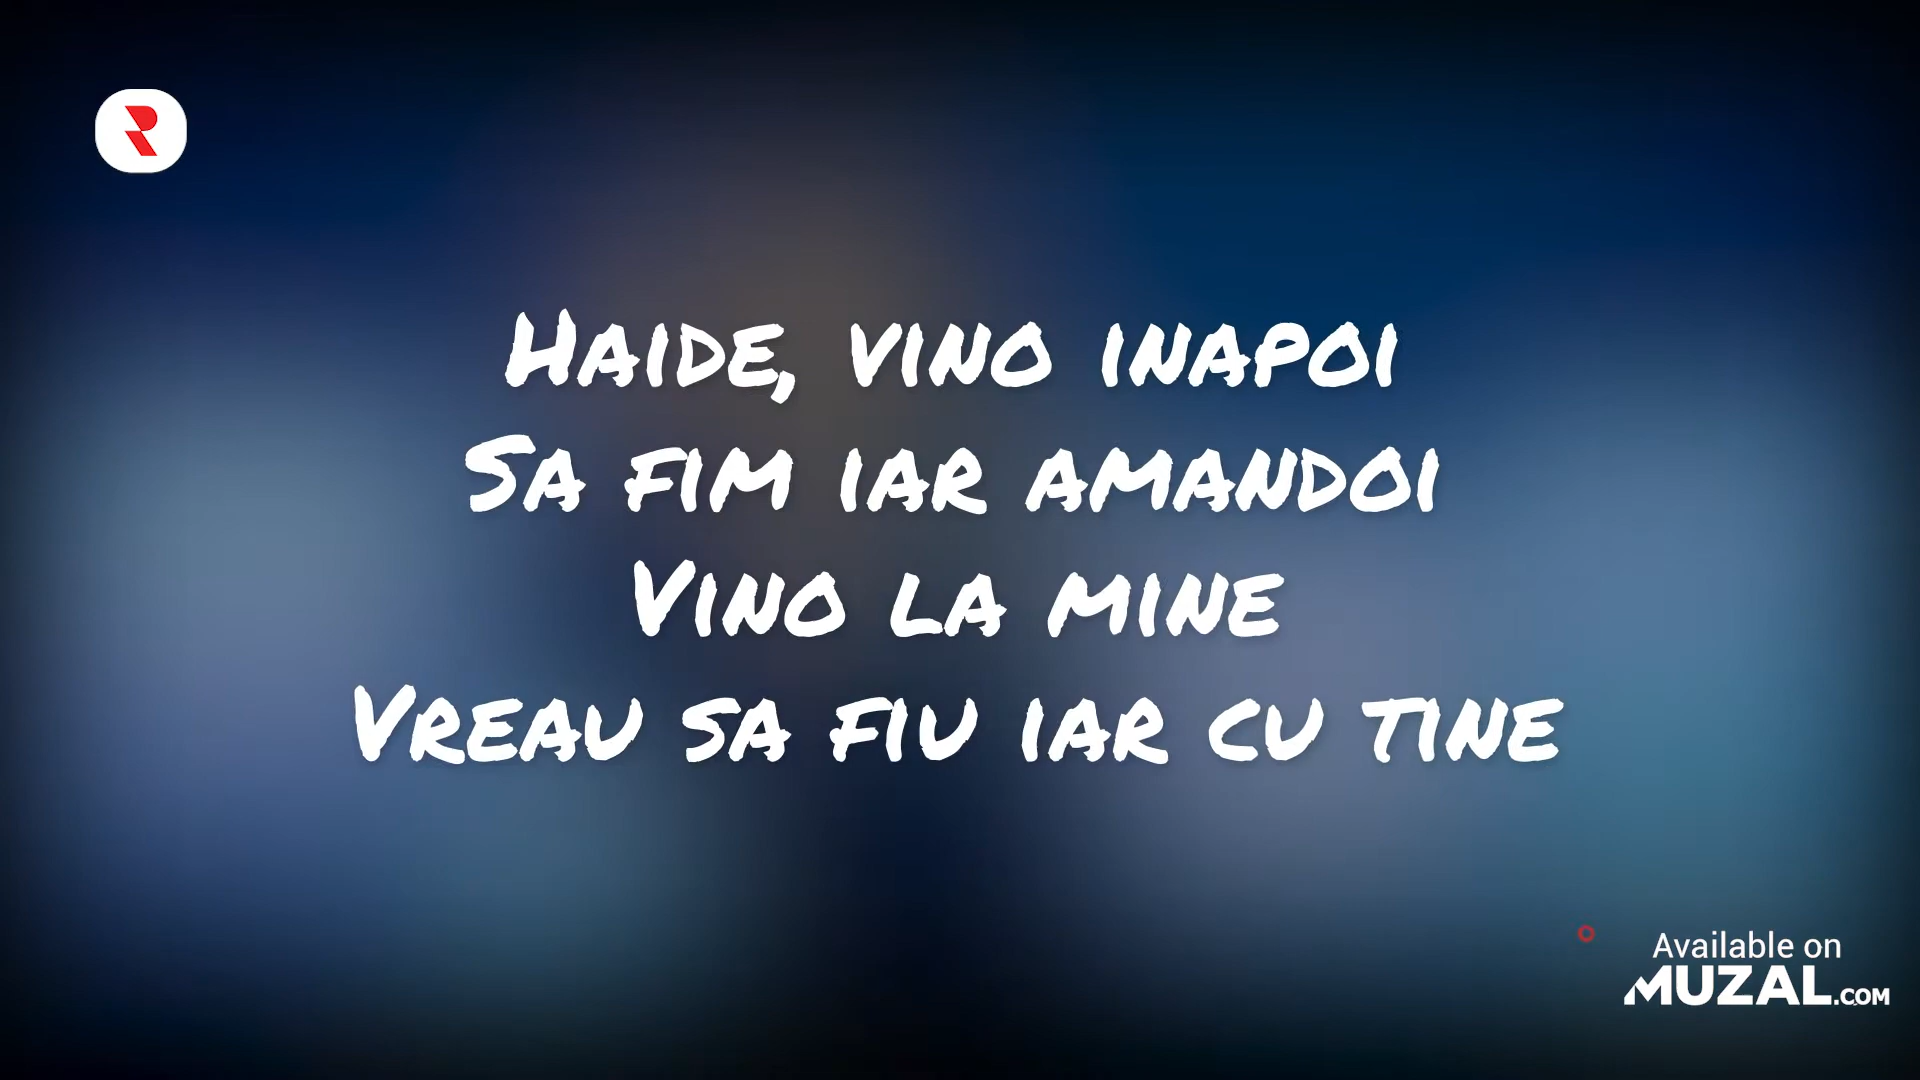 Haide, vino inapoi
Sa fim iar amandoi
Vino la mine
Vreau sa fiu iar cu tine
Available on
MUZAL.COM